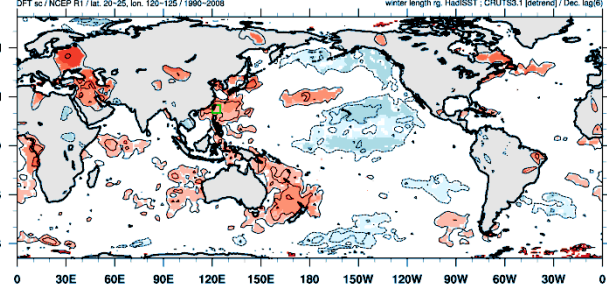 DFT sc / NCEP R1 / lat. 20-25, lon. 120-125 / 1990-2008 winter length rg. HadISST ; CRUTS3.1 [detrend] / Dec. lag(6)
0 30E 60E 90E 120E 150E 180 150W 120W 90W 60W 30W 0